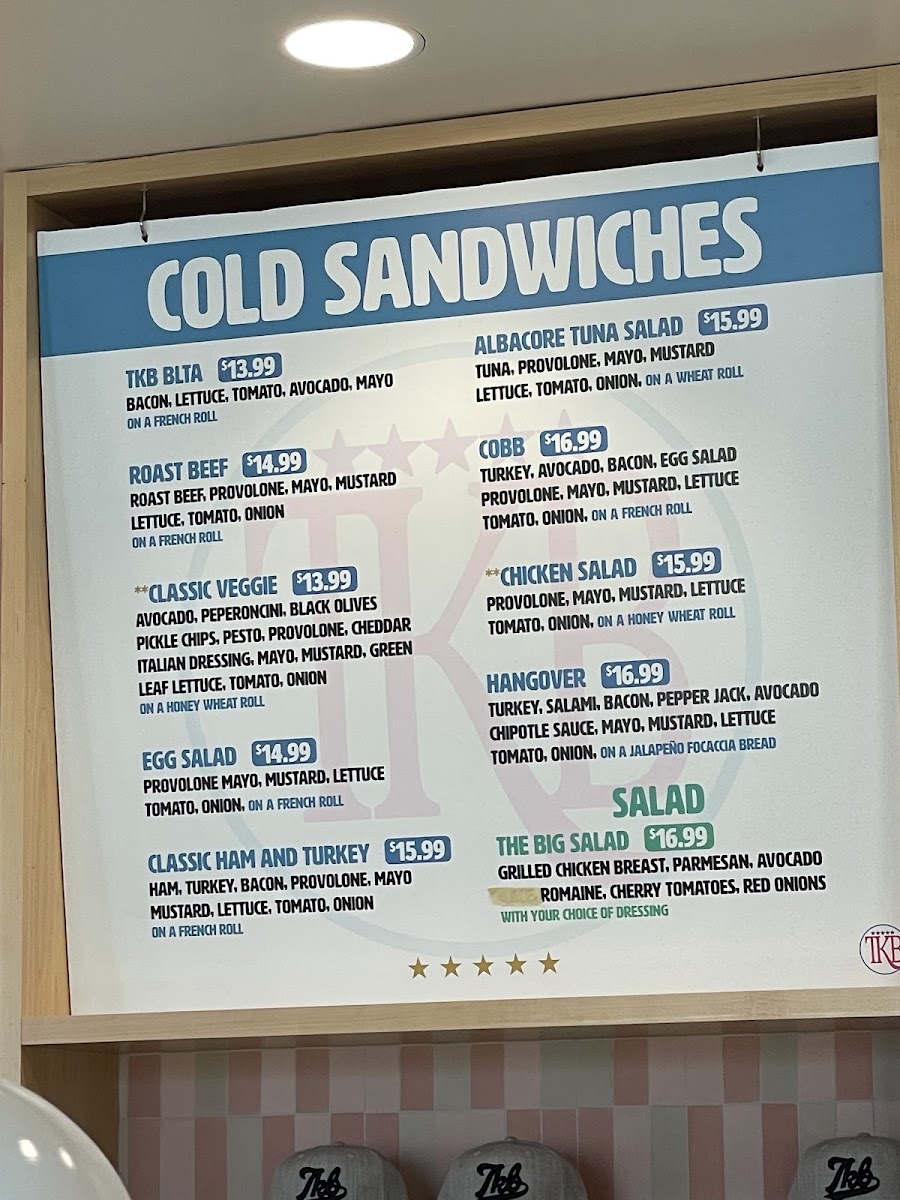 COLD SANDWICHES
TKB BLTA $13.99
BACON, LETTUCE, TOMATO, AVOCADO, MAYO
ON A FRENCH ROLL
ROAST BEEF $14.99
ROAST BEEF, PROVOLONE, MAYO, MUSTARD
LETTUCE, TOMATO, ONION
ON A FRENCH ROLL
**CLASSIC VEGGIE $13.99
AVOCADO, PEPERONCINI, BLACK OLIVES
PICKLE CHIPS, PESTO, PROVOLONE, CHEDDAR
ITALIAN DRESSING, MAYO, MUSTARD, GREEN
LEAF LETTUCE, TOMATO, ONION
ON A HONEY WHEAT ROLL
EGG SALAD $14.99
PROVOLONE MAYO, MUSTARD, LETTUCE
TOMATO, ONION, ON A FRENCH ROLL
CLASSIC HAM AND TURKEY $15.99
HAM, TURKEY, BACON, PROVOLONE, MAYO
MUSTARD, LETTUCE, TOMATO, ONION
ON A FRENCH ROLL
ALBACORE TUNA SALAD $15.99
TUNA, PROVOLONE, MAYO, MUSTARD
LETTUCE, TOMATO, ONION, ON A WHEAT ROLL
COBB $16.99
TURKEY, AVOCADO, BACON, EGG SALAD
PROVOLONE, MAYO, MUSTARD, LETTUCE
TOMATO, ONION, ON A FRENCH ROLL
**CHICKEN SALAD $15.99
PROVOLONE, MAYO, MUSTARD, LETTUCE
TOMATO, ONION, ON A HONEY WHEAT ROLL
HANGOVER $16.99
TURKEY, SALAMI, BACON, PEPPER JACK, AVOCADO
CHIPOTLE SAUCE, MAYO, MUSTARD, LETTUCE
TOMATO, ONION, ON A JALAPEÑO FOCACCIA BREAD
SALAD
THE BIG SALAD $16.99
GRILLED CHICKEN BREAST, PARMESAN, AVOCADO
ROMAINE, CHERRY TOMATOES, RED ONIONS
WITH YOUR CHOICE OF DRESSING
TKB
TKB
Tkb
Tkb
Tkb